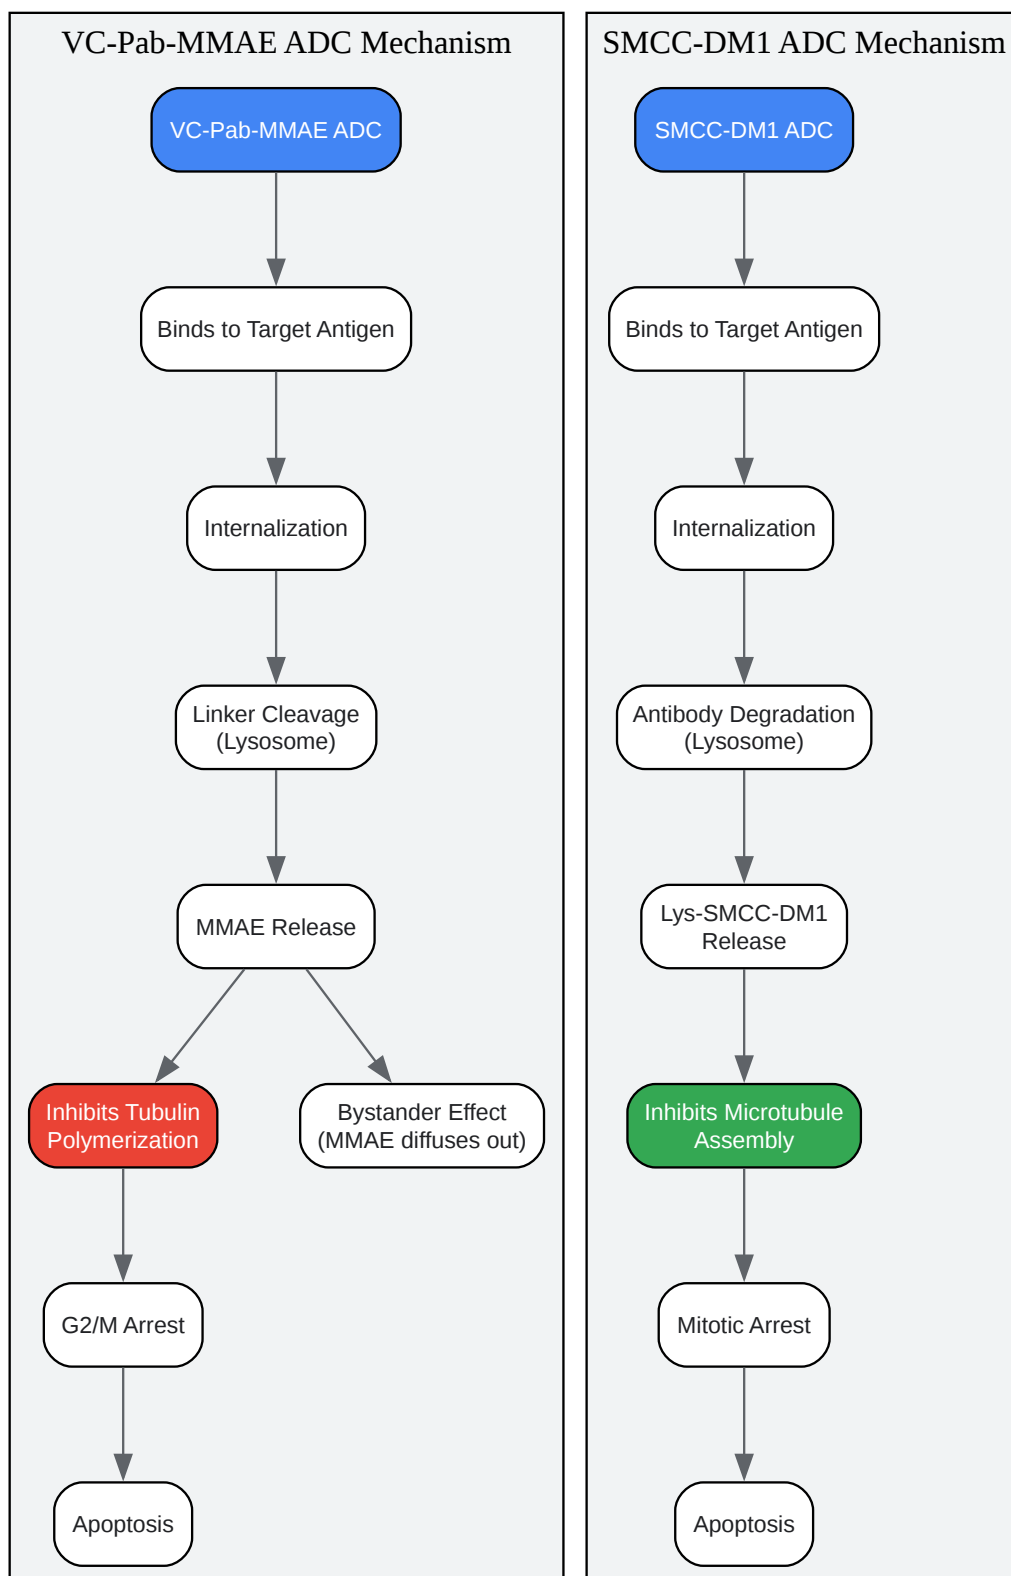 VC-Pab-MMAE ADC Mechanism
VC-Pab-MMAE ADC
Binds to Target Antigen
Internalization
Linker Cleavage
(Lysosome)
MMAE Release
Inhibits Tubulin
Polymerization
Bystander Effect
(MMAE diffuses out)
G2/M Arrest
Apoptosis
SMCC-DM1 ADC Mechanism
SMCC-DM1 ADC
Binds to Target Antigen
Internalization
Antibody Degradation
(Lysosome)
Lys-SMCC-DM1
Release
Inhibits Microtubule
Assembly
Mitotic Arrest
Apoptosis